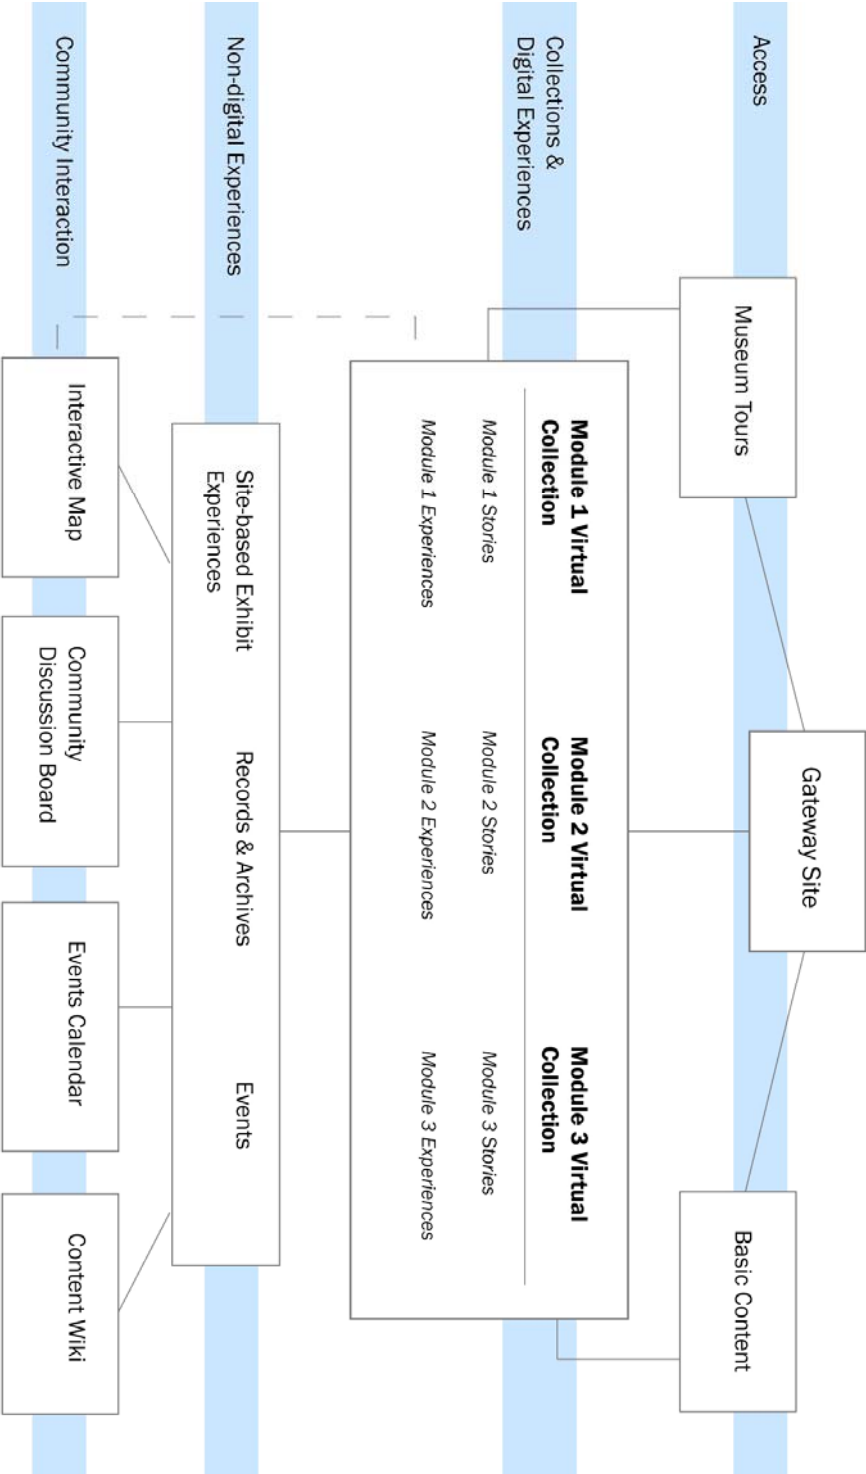 Access
Gateway Site
Museum Tours
Basic Content
Collections &
Digital Experiences
Module 1 Virtual
Collection
Module 2 Virtual
Collection
Module 3 Virtual
Collection
Module 1 Stories
Module 2 Stories
Module 3 Stories
Module 1 Experiences
Module 2 Experiences
Module 3 Experiences
Non-digital Experiences
Site-based Exhibit
Experiences
Records & Archives
Events
Community Interaction
Interactive Map
Community
Discussion Board
Events Calendar
Content Wiki